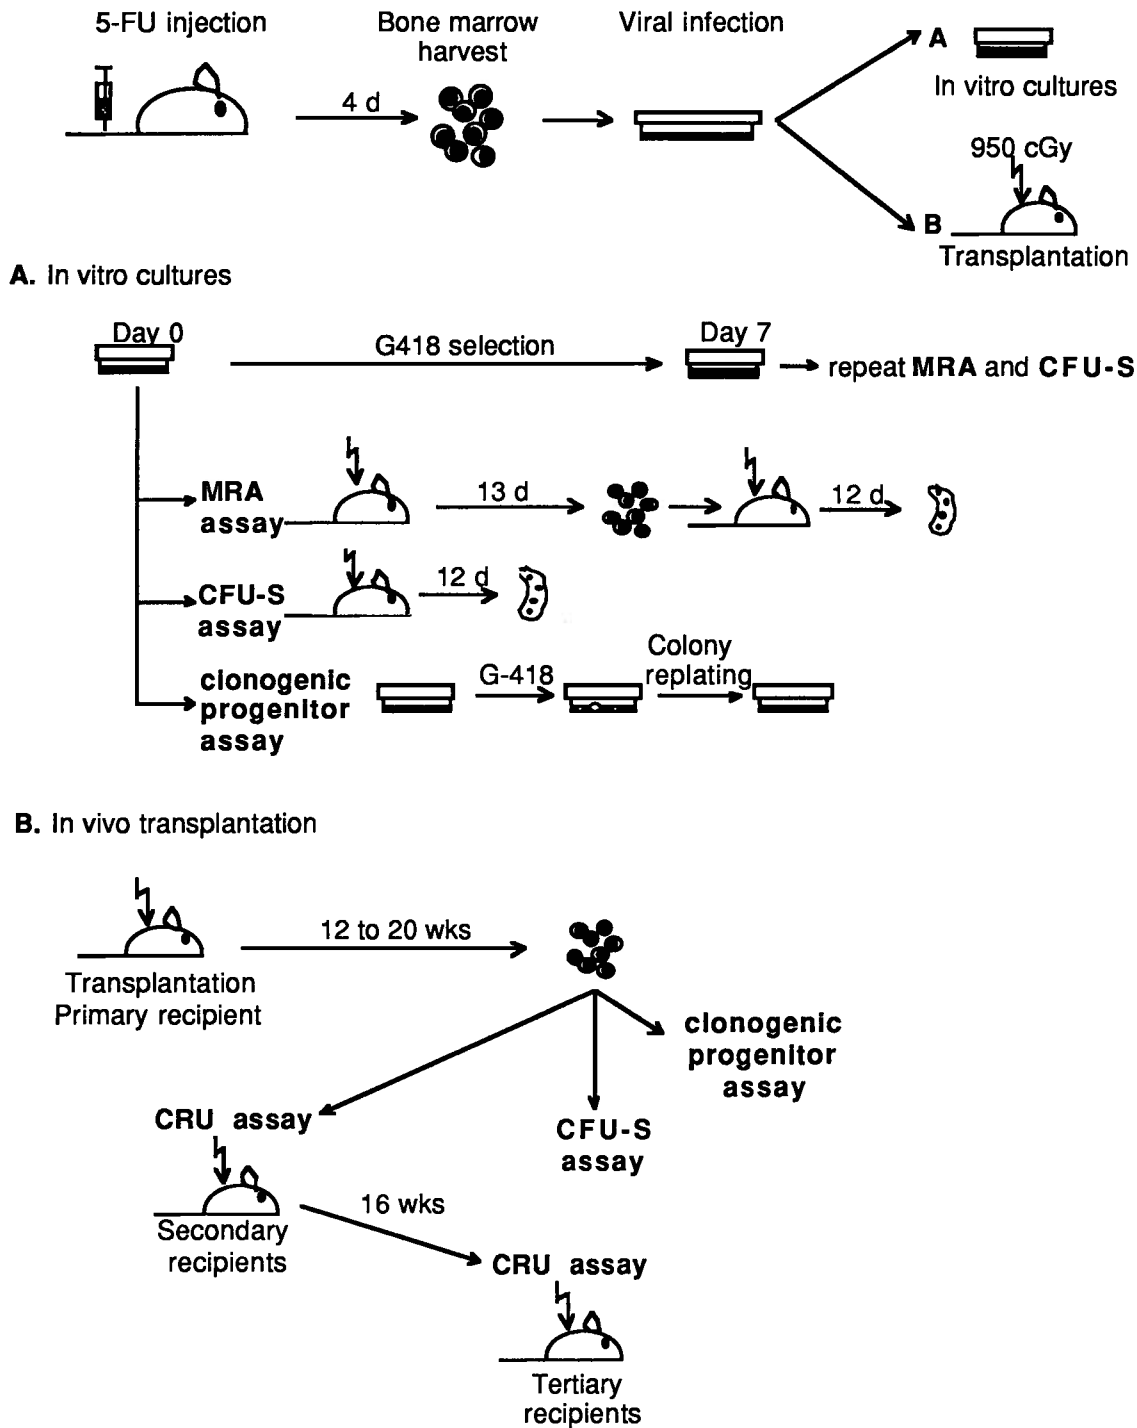 5-FU injection
4 d
Bone marrow
harvest
Viral infection
A
In vitro cultures
950 cGy
B
Transplantation
A. In vitro cultures
Day 0
G418 selection
Day 7
repeat MRA and CFU-S
MRA
assay
13 d
12 d
CFU-S
assay
12 d
clonogenic
progenitor
assay
G-418
Colony
replating
B. In vivo transplantation
Transplantation
Primary recipient
12 to 20 wks
clonogenic
progenitor
assay
CFU-S
assay
CRU assay
Secondary
recipients
16 wks
CRU assay
Tertiary
recipients